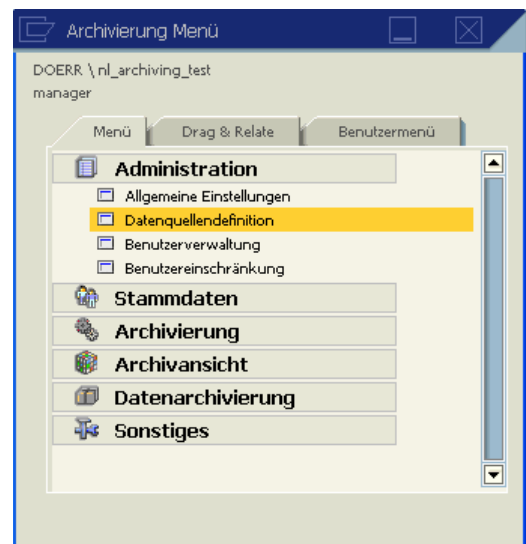 Archivierung Menü
DOERR \ nl_archiving_test
manager
Menü Drag & Relate Benutzermenü
Administration
Allgemeine Einstellungen
Datenquellendefinition
Benutzerverwaltung
Benutzereinschränkung
Stammdaten
Archivierung
Archivansicht
Datenarchivierung
Sonstiges